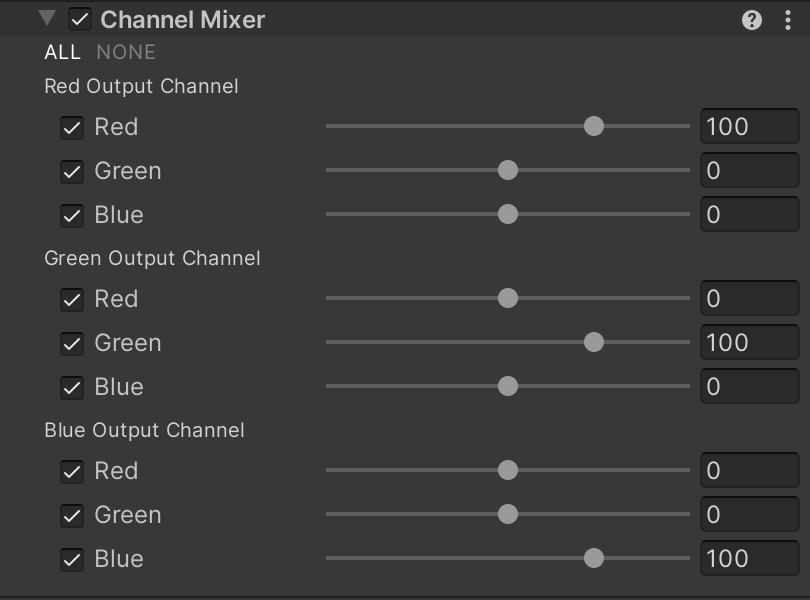 Channel Mixer
ALL NONE
Red Output Channel
Red 100
Green 0
Blue 0
Green Output Channel
Red 0
Green 100
Blue 0
Blue Output Channel
Red 0
Green 0
Blue 100